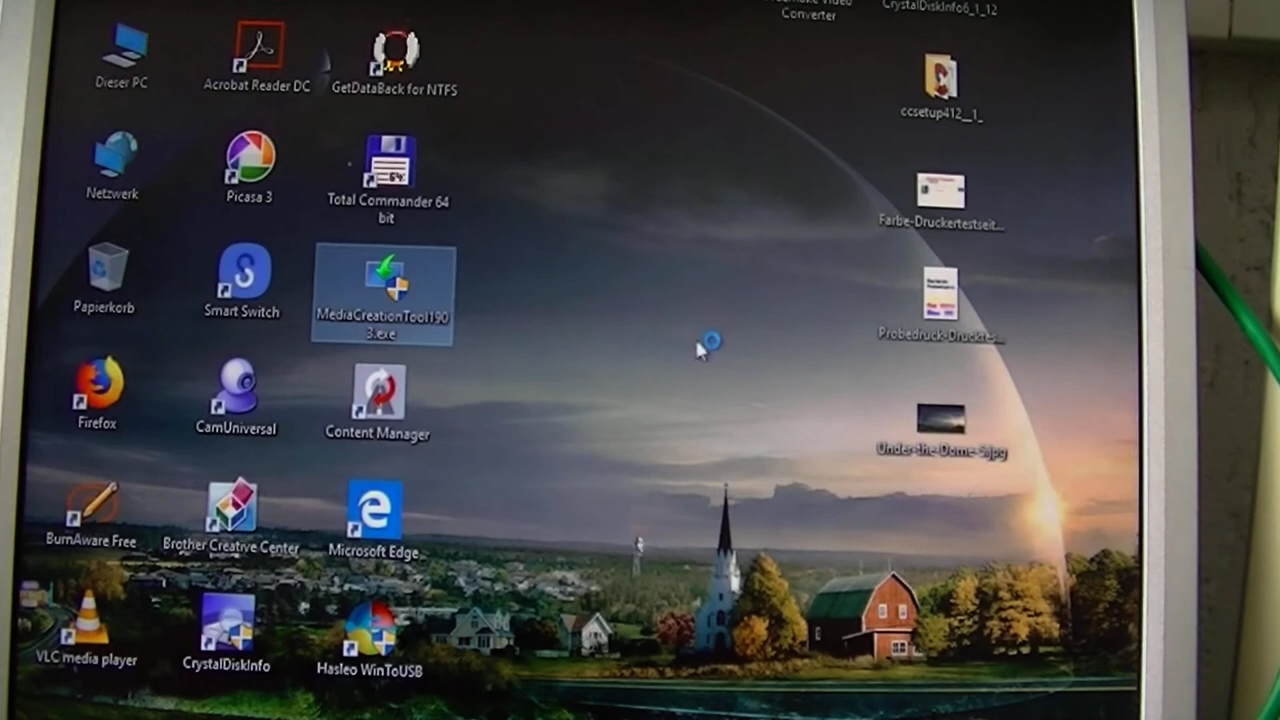 Dieser PC
Acrobat Reader DC
GetDataBack for NTFS
Netzwerk
Picasa 3
Total Commander 64
bit
64
Papierkorb
Smart Switch
MediaCreationTool190
3.exe
Firefox
CamUniversal
Content Manager
BurnAware Free
Brother Creative Center
Microsoft Edge
VLC media player
CrystalDiskInfo
Hasleo WinToUSB
Converter
CrystalDiskInfo6_1_12
ccsetup412__1_
Farbe-Druckertestseit...
Probedruck-Drucktes...
Under-the-Dome-5.jpg